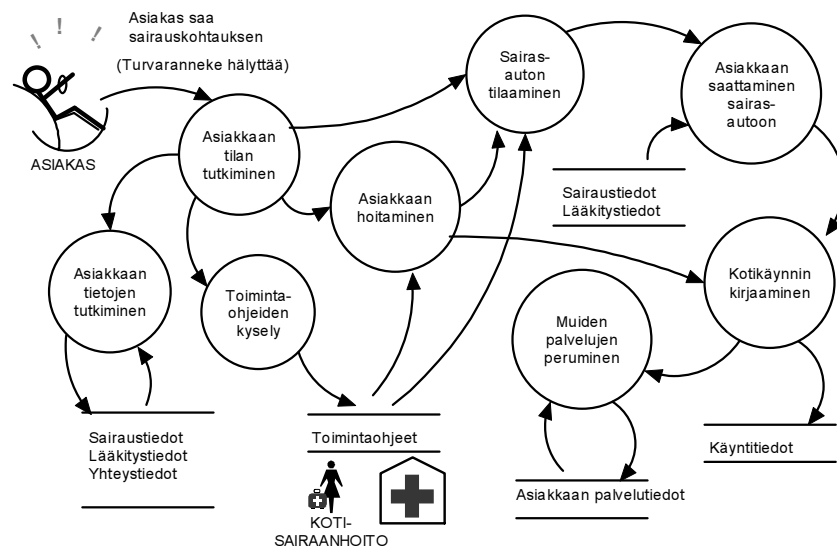 Asiakas saa
sairauskohtauksen
(Turvaranneke hälyttää)
ASIAKAS
Asiakkaan
tilan
tutkiminen
Sairas-
auton
tilaaminen
Asiakkaan
saattaminen
sairas-
autoon
Asiakkaan
hoitaminen
Sairaustiedot
Lääkitystiedot
Asiakkaan
tietojen
tutkiminen
Toiminta-
ohjeiden
kysely
Muiden
palvelujen
peruminen
Kotikäynnin
kirjaaminen
Sairaustiedot
Lääkitystiedot
Yhteystiedot
Toimintaohjeet
Käyntitiedot
Asiakkaan palvelutiedot
KOTI-
SAIRAANHOITO